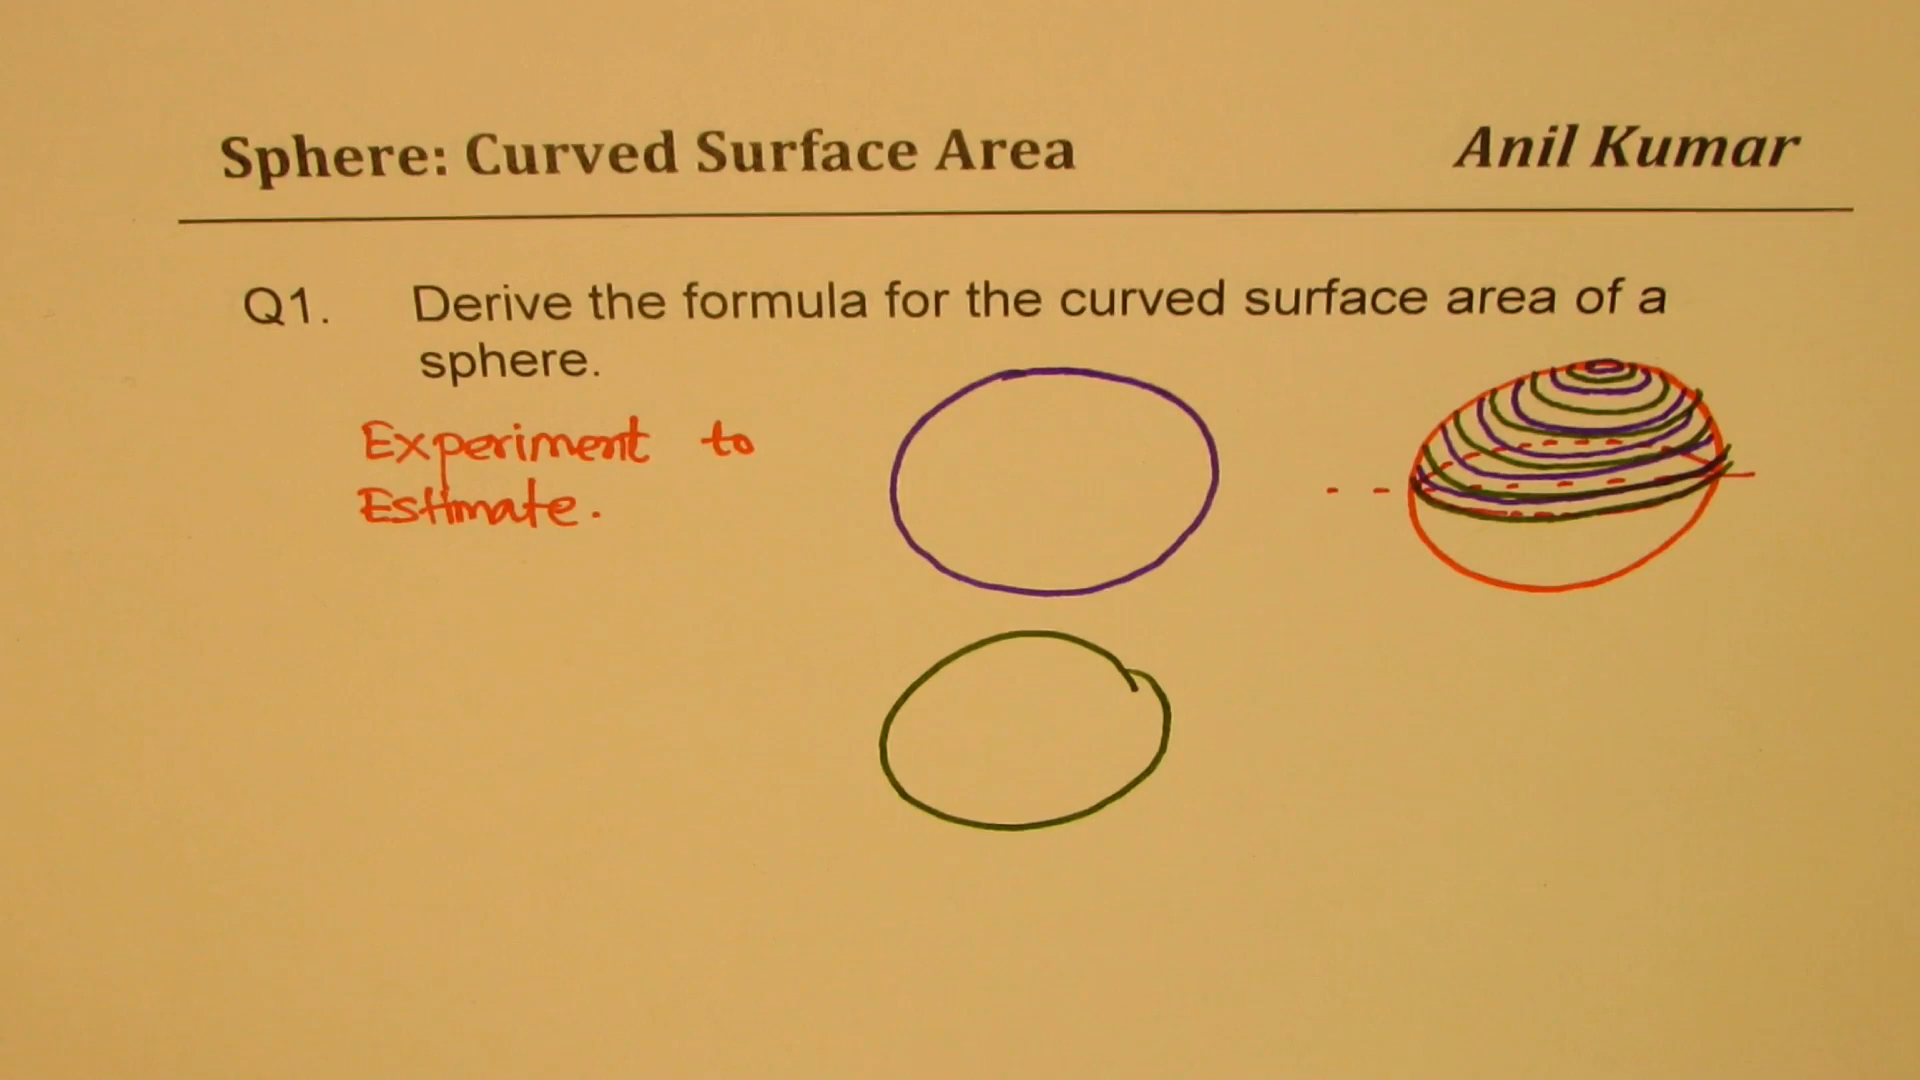 Sphere: Curved Surface Area Anil Kumar
Q1. Derive the formula for the curved surface area of a
sphere.
Experiment to
Estimate.